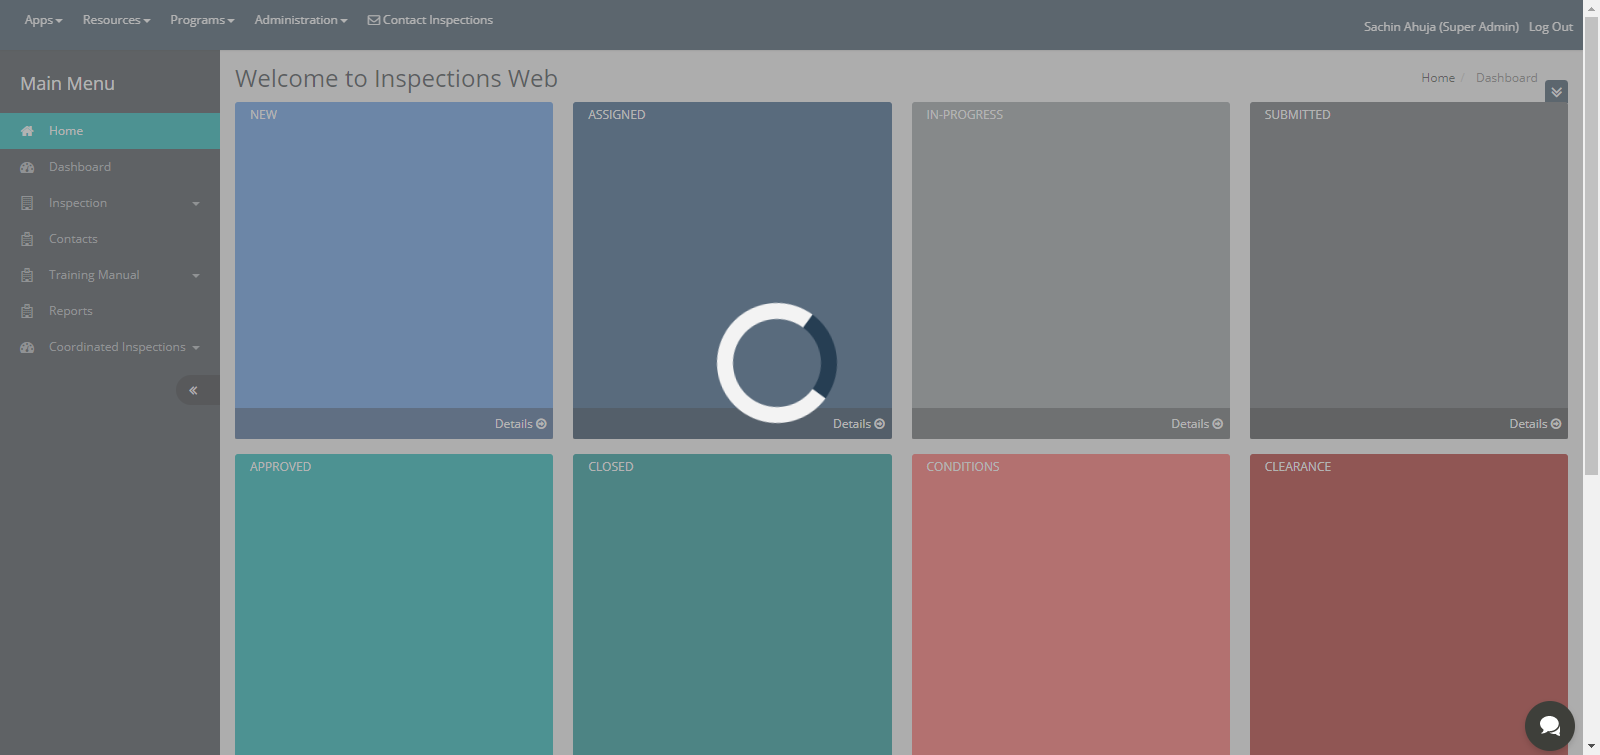 Apps Resources Programs Administration Contact Inspections
Sachin Ahuja (Super Admin) Log Out
Main Menu
Home
Dashboard
Inspection
Contacts
Training Manual
Reports
Coordinated Inspections
Welcome to Inspections Web
Home / Dashboard
NEW
Details
ASSIGNED
Details
IN-PROGRESS
Details
SUBMITTED
Details
APPROVED
CLOSED
CONDITIONS
CLEARANCE